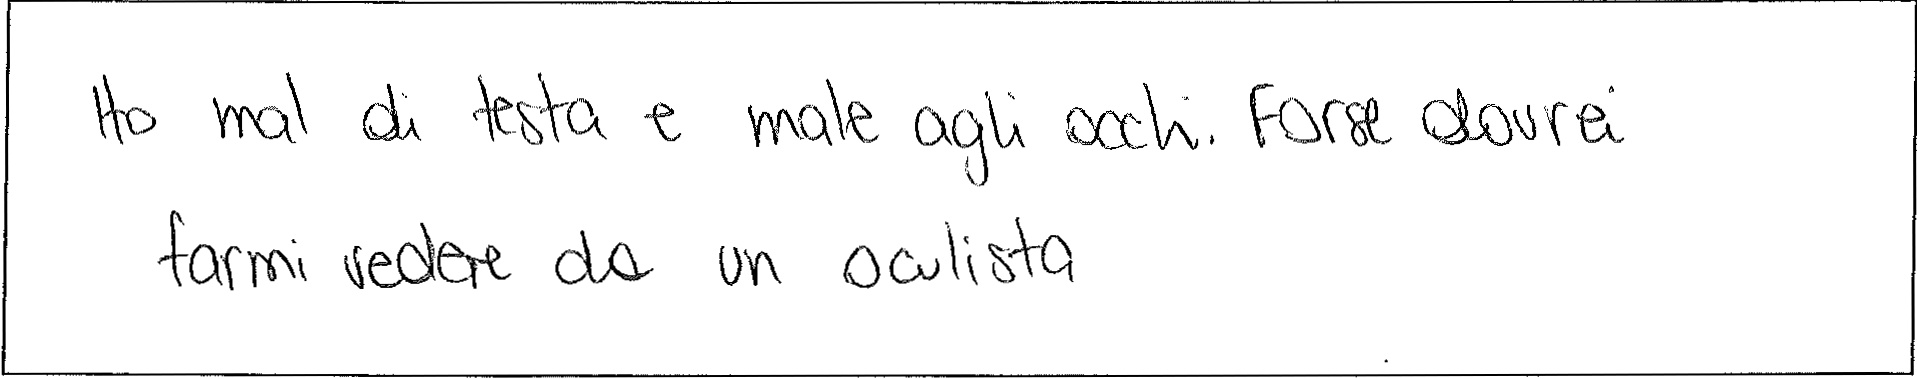 Ho mal di testa e male agli occhi. Forse dovrei
farmi vedere da un oculista